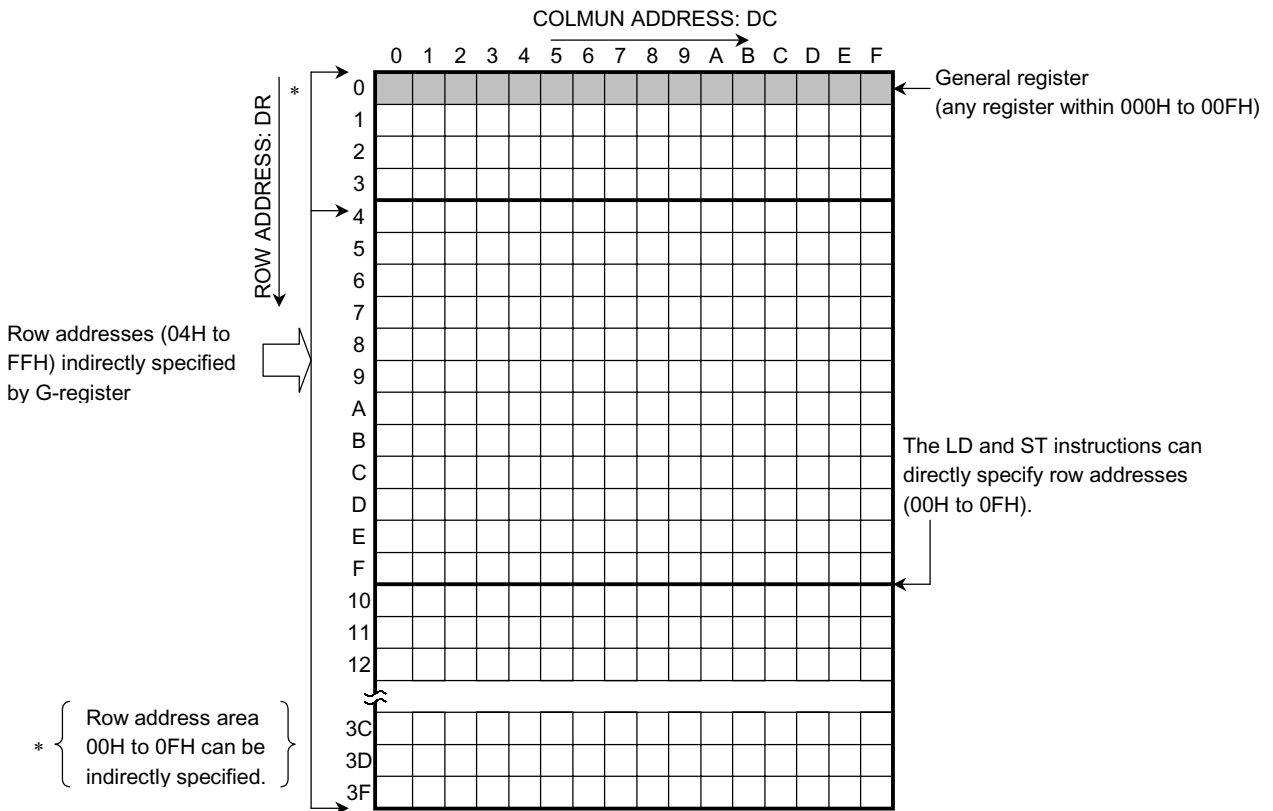 COLMUN ADDRESS: DC
0 1 2 3 4 5 6 7 8 9 A B C D E F
ROW ADDRESS: DR
*
0
1
2
3
4
5
6
7
8
9
A
B
C
D
E
F
10
11
12
3C
3D
3F
General register
(any register within 000H to 00FH)
Row addresses (04H to
FFH) indirectly specified
by G-register
The LD and ST instructions can
directly specify row addresses
(00H to 0FH).
* Row address area
00H to 0FH can be
indirectly specified.